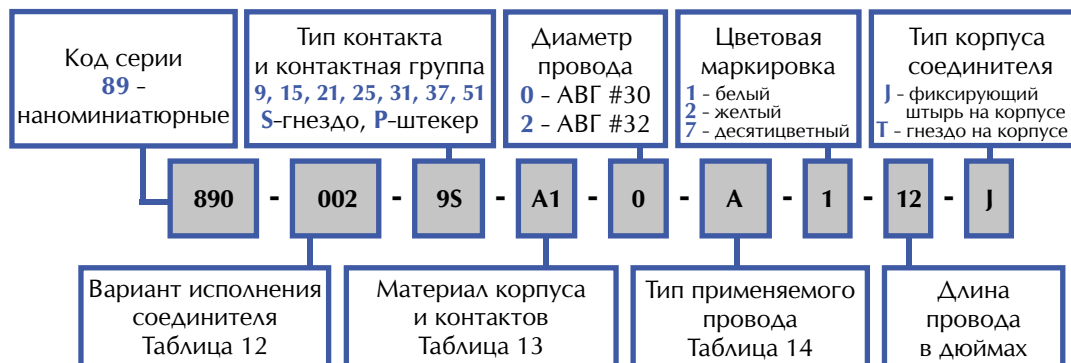 Код серии
89 -
наноминиатюрные
Тип контакта
и контактная группа
9, 15, 21, 25, 31, 37, 51
S-гнездо, P-штекер
Диаметр
провода
0 - АВГ #30
2 - АВГ #32
Цветовая
маркировка
1 - белый
2 - желтый
7 - десятицветный
Тип корпуса
соединителя
J - фиксирующий
штырь на корпусе
T - гнездо на корпусе
890 - 002 - 9S - A1 - 0 - A - 1 - 12 - J
Вариант исполнения
соединителя
Таблица 12
Материал корпуса
и контактов
Таблица 13
Тип применяемого
провода
Таблица 14
Длина
провода
в дюймах